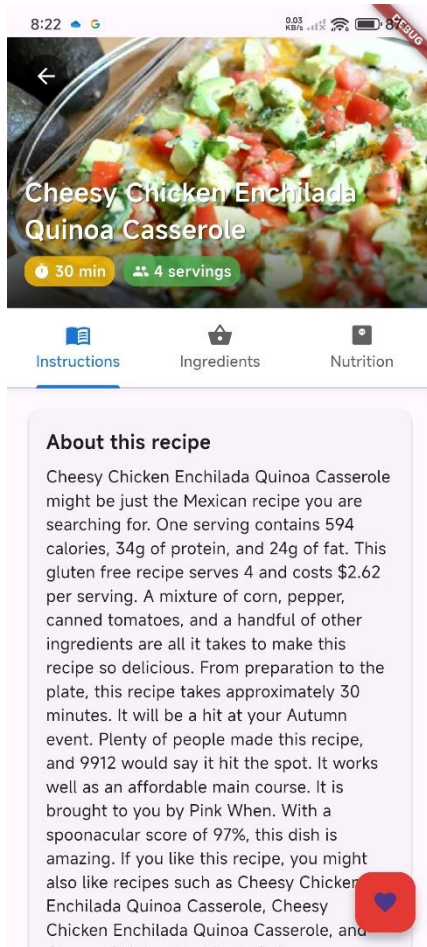 8:22
0.03
KB/s
87
DEBUG
Cheesy Chicken Enchilada
Quinoa Casserole
30 min
4 servings
Instructions
Ingredients
Nutrition
About this recipe
Cheesy Chicken Enchilada Quinoa Casserole
might be just the Mexican recipe you are
searching for. One serving contains 594
calories, 34g of protein, and 24g of fat. This
gluten free recipe serves 4 and costs $2.62
per serving. A mixture of corn, pepper,
canned tomatoes, and a handful of other
ingredients are all it takes to make this
recipe so delicious. From preparation to the
plate, this recipe takes approximately 30
minutes. It will be a hit at your Autumn
event. Plenty of people made this recipe,
and 9912 would say it hit the spot. It works
well as an affordable main course. It is
brought to you by Pink When. With a
spoonacular score of 97%, this dish is
amazing. If you like this recipe, you might
also like recipes such as Cheesy Chicken
Enchilada Quinoa Casserole, Cheesy
Chicken Enchilada Quinoa Casserole, and